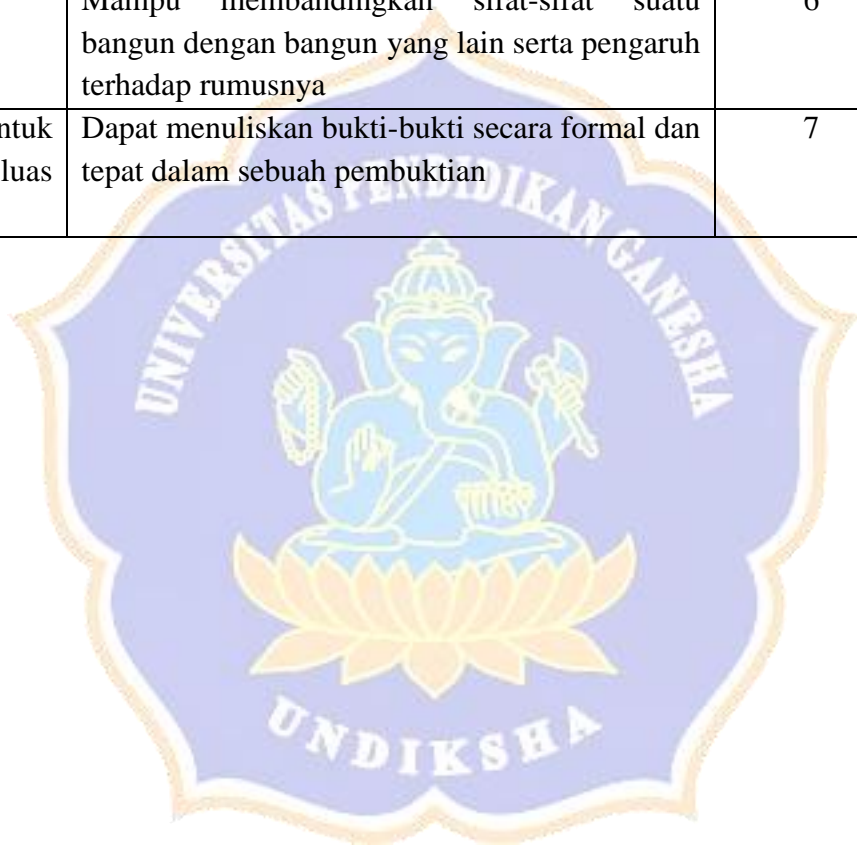 Mampu membandingkan sifat-sifat suatu 6
bangun dengan bangun yang lain serta pengaruh
terhadap rumusnya
ntuk Dapat menuliskan bukti-bukti secara formal dan 7
luas tepat dalam sebuah pembuktian
UNIVERSITAS PENDIDIKAN GANESHA
UNDIKSHA